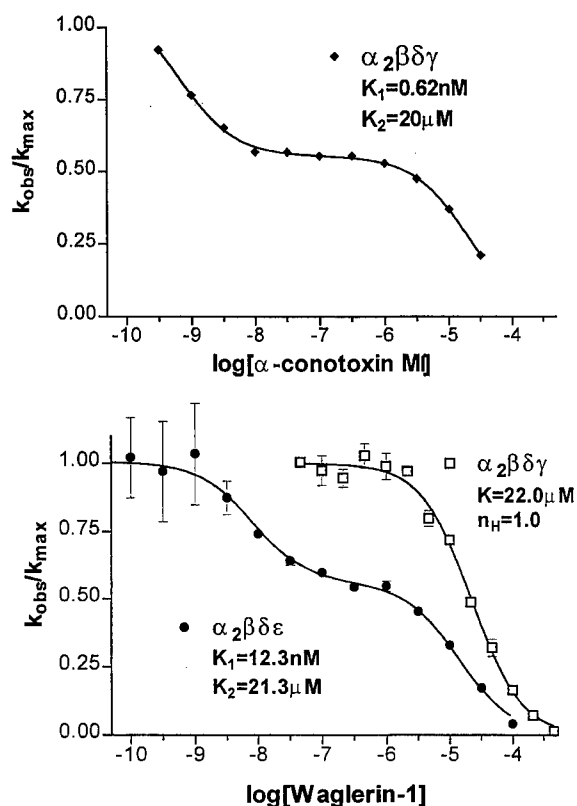 1.00
0.75
0.50
0.25
0.00
kobs/kmax
α2βδγ
K1=0.62nM
K2=20μM
-10 -9 -8 -7 -6 -5 -4
log[α-conotoxin MI]
1.00
0.75
0.50
0.25
0.00
kobs/kmax
α2βδγ
K=22.0μM
nH=1.0
α2βδε
K1=12.3nM
K2=21.3μM
-10 -9 -8 -7 -6 -5 -4
log[Waglerin-1]